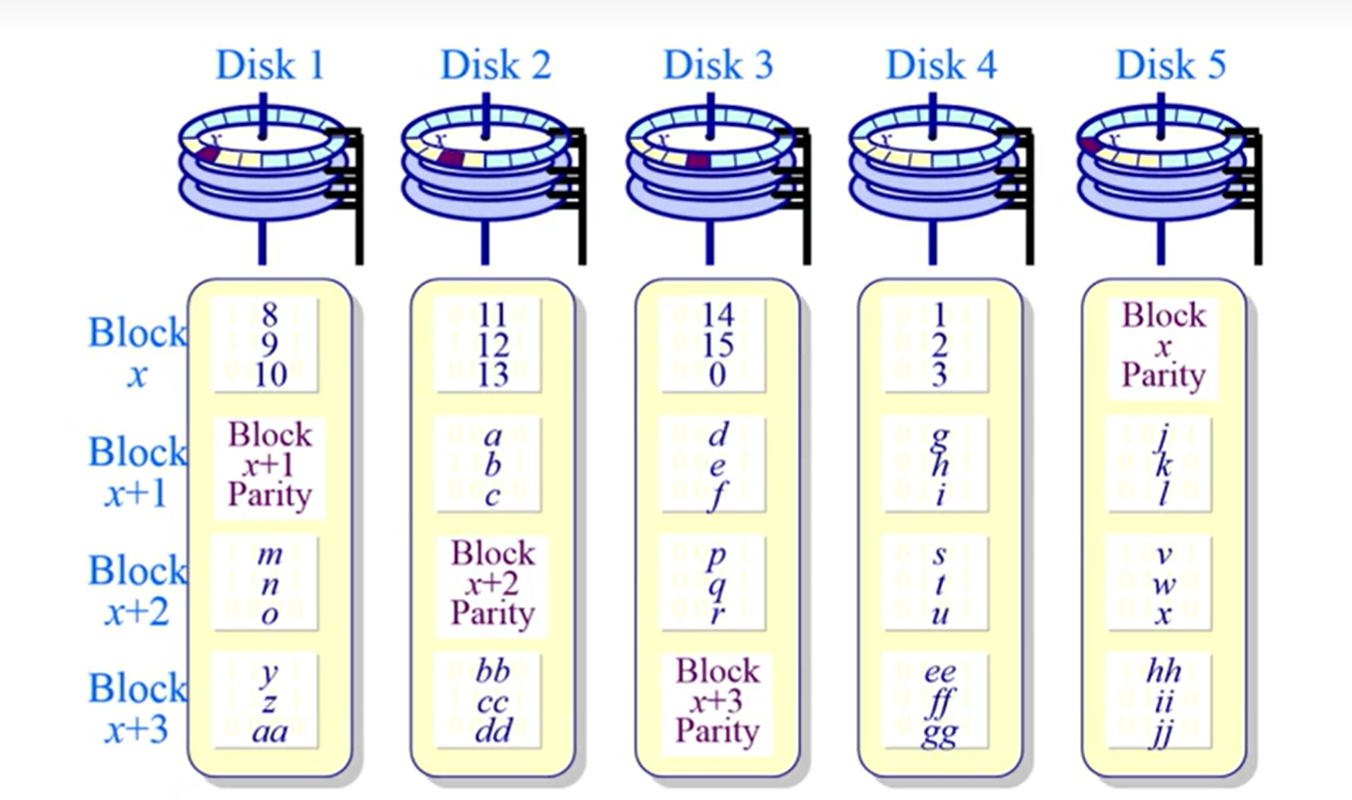 Disk 1 Disk 2 Disk 3 Disk 4 Disk 5
x x x x x
Block
x
8
9
10
11
12
13
14
15
0
1
2
3
Block
x
Parity
Block
x+1
Block
x+1
Parity
a
b
c
d
e
f
g
h
i
j
k
l
Block
x+2
m
n
o
Block
x+2
Parity
p
q
r
s
t
u
v
w
x
Block
x+3
y
z
aa
bb
cc
dd
Block
x+3
Parity
ee
ff
gg
hh
ii
jj